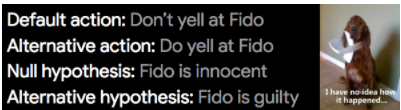 Default action: Don't yell at Fido
Alternative action: Do yell at Fido
Null hypothesis: Fido is innocent
Alternative hypothesis: Fido is guilty
I have no idea how
it happened...